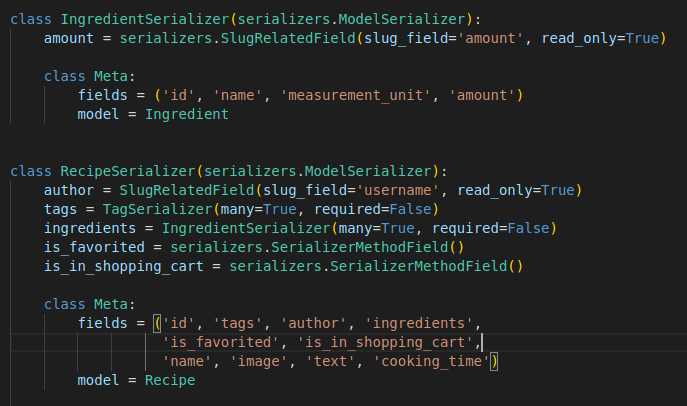 class IngredientSerializer(serializers.ModelSerializer):
    amount = serializers.SlugRelatedField(slug_field='amount', read_only=True)
    class Meta:
        fields = ('id', 'name', 'measurement_unit', 'amount')
        model = Ingredient
class RecipeSerializer(serializers.ModelSerializer):
    author = SlugRelatedField(slug_field='username', read_only=True)
    tags = TagSerializer(many=True, required=False)
    ingredients = IngredientSerializer(many=True, required=False)
    is_favorited = serializers.SerializerMethodField()
    is_in_shopping_cart = serializers.SerializerMethodField()
    class Meta:
        fields = ('id', 'tags', 'author', 'ingredients',
                  'is_favorited', 'is_in_shopping_cart',
                  'name', 'image', 'text', 'cooking_time')
        model = Recipe